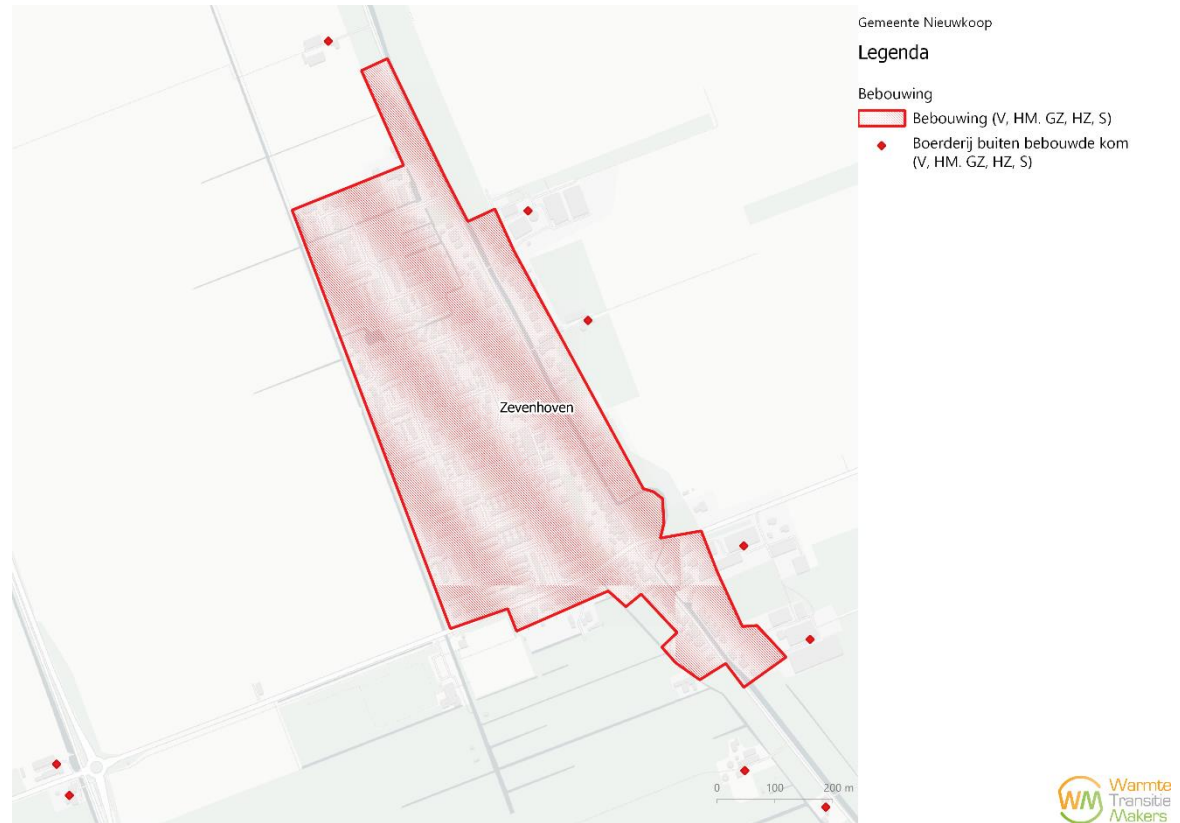 Gemeente Nieuwkoop
Legenda
Bebouwing
Bebouwing (V, HM. GZ, HZ, S)
Boerderij buiten bebouwde kom
(V, HM. GZ, HZ, S)
Zevenhoven
0 100 200 m
WM
Warmte
Transitie
Makers